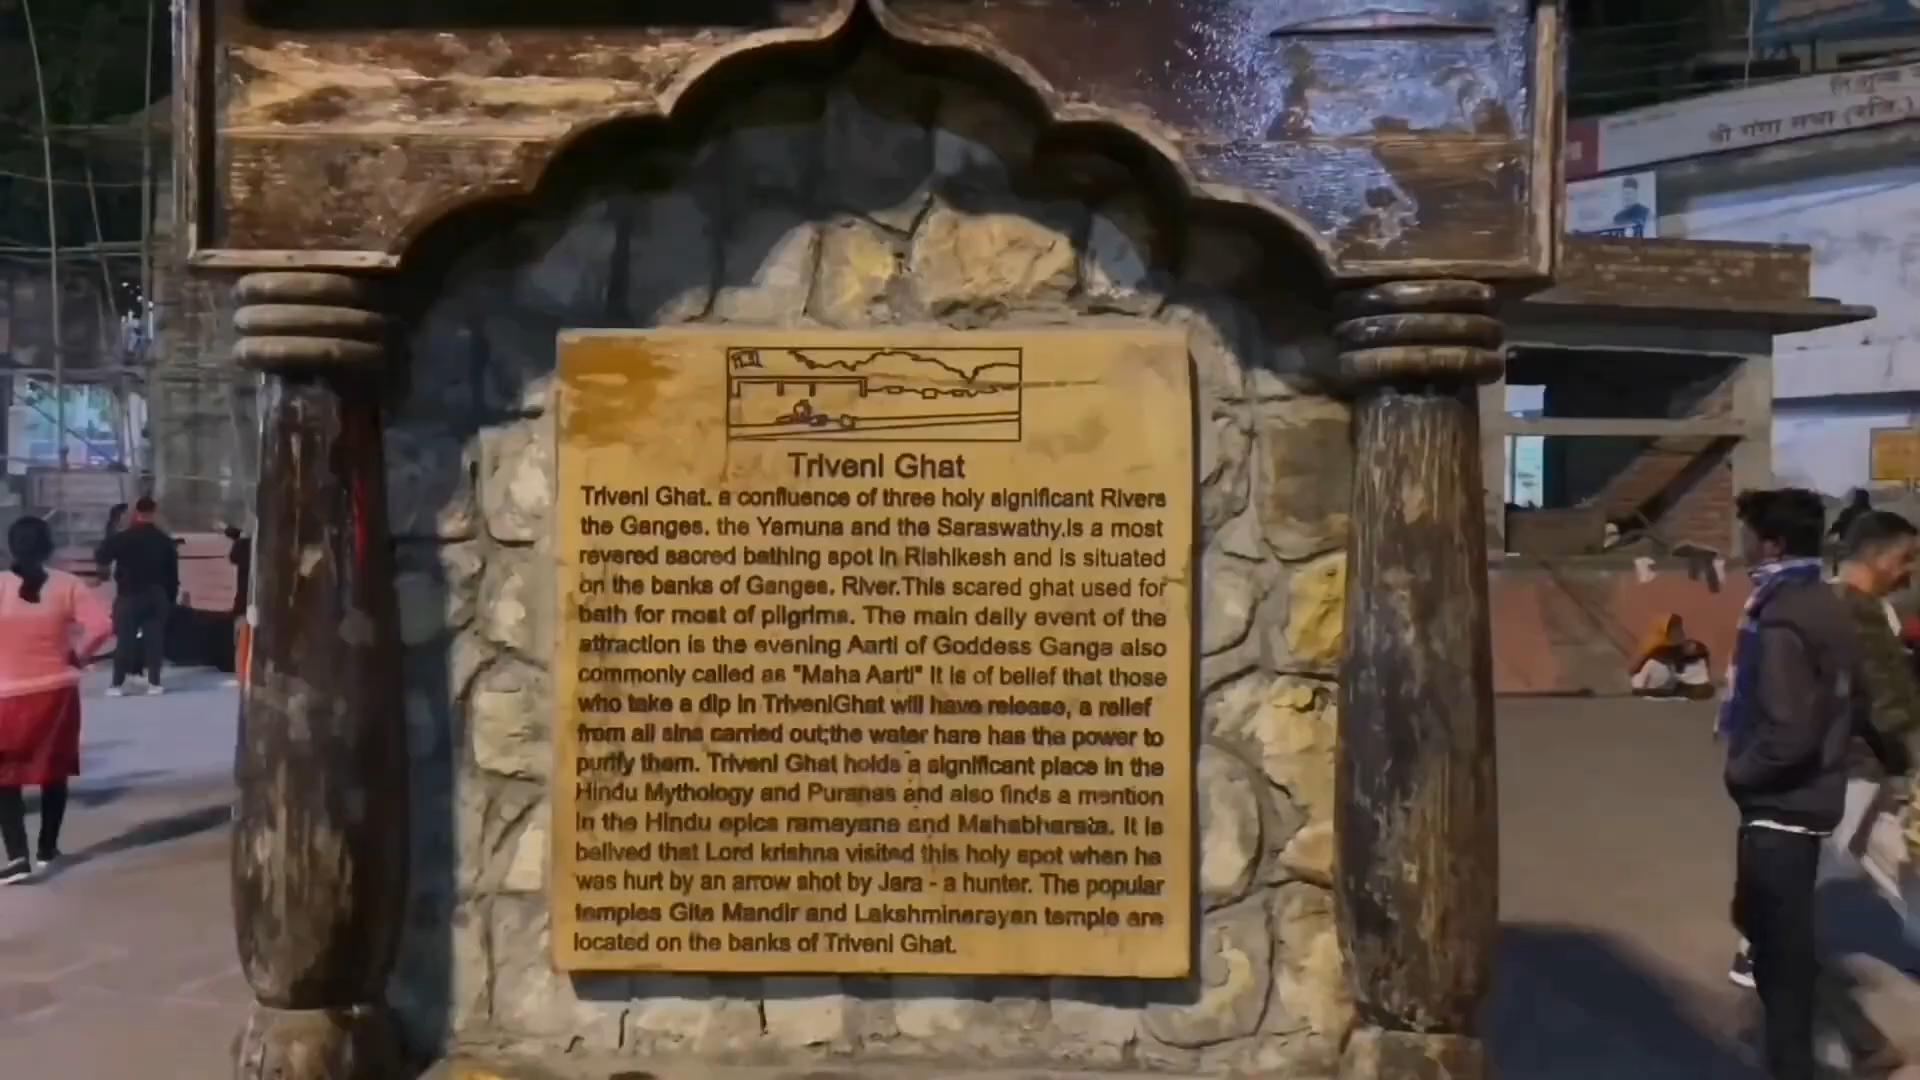 Triveni Ghat
Triveni Ghat. a confluence of three holy significant Rivers
the Ganges. the Yamuna and the Saraswathy.is a most
revered sacred bathing spot in Rishikesh and is situated
on the banks of Ganges. River.This scared ghat used for
bath for most of pilgrims. The main daily event of the
attraction is the evening Aarti of Goddess Ganga also
commonly called as "Maha Aarti" It is of belief that those
who take a dip in TriveniGhat will have release, a relief
from all sins carried out;the water hare has the power to
purify them. Triveni Ghat holds a significant place in the
Hindu Mythology and Puranas and also finds a mention
in the Hindu epics ramayana and Mahabharata. It is
belived that Lord krishna visited this holy spot when he
was hurt by an arrow shot by Jara - a hunter. The popular
temples Gita Mandir and Lakshminarayan temple are
located on the banks of Triveni Ghat.
श्री गंगा सभा (रजि.)